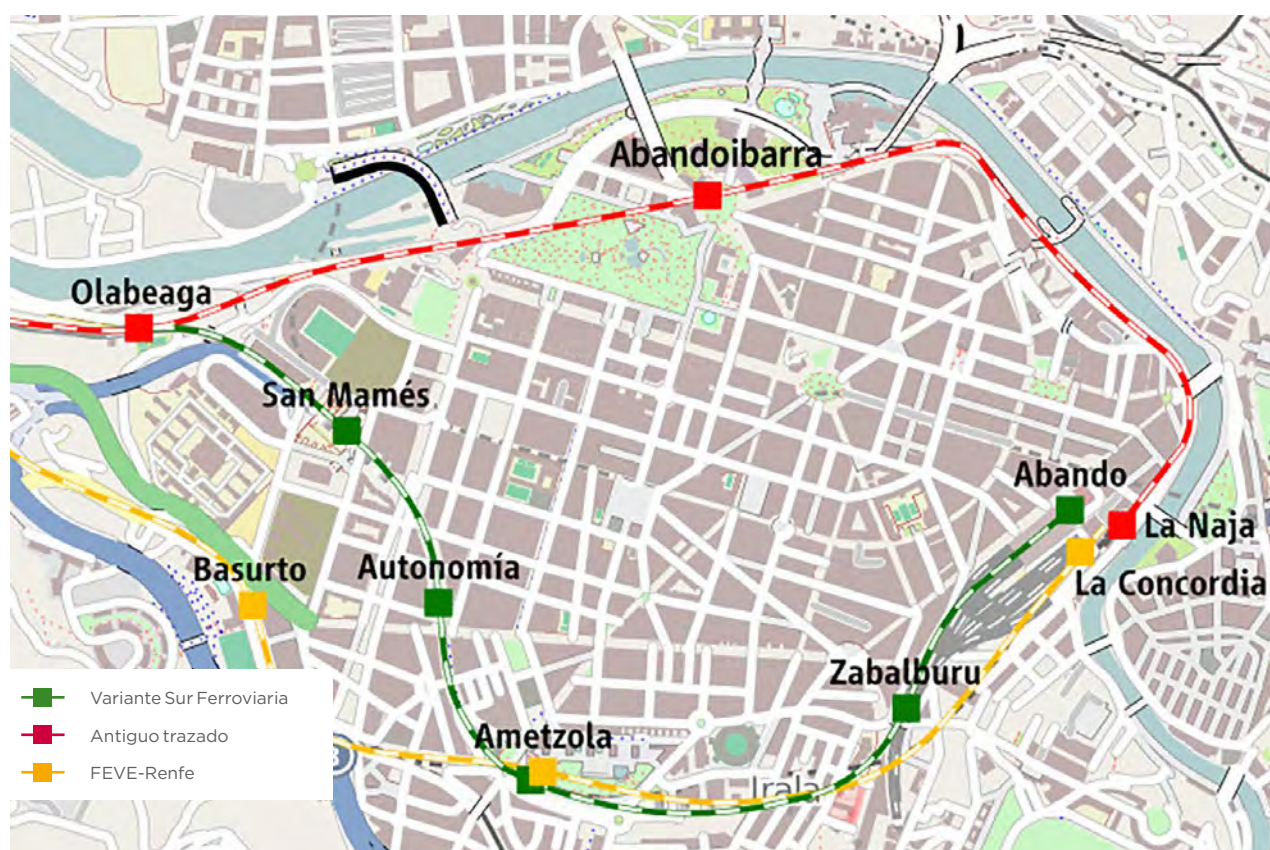 Abandoibarra
Olabeaga
San Mamés
Abando
La Naja
La Concordia
Autonomía
Basurto
Zabalburu
Ametzola
Irala
Variante Sur Ferroviaria
Antiguo trazado
FEVE-Renfe